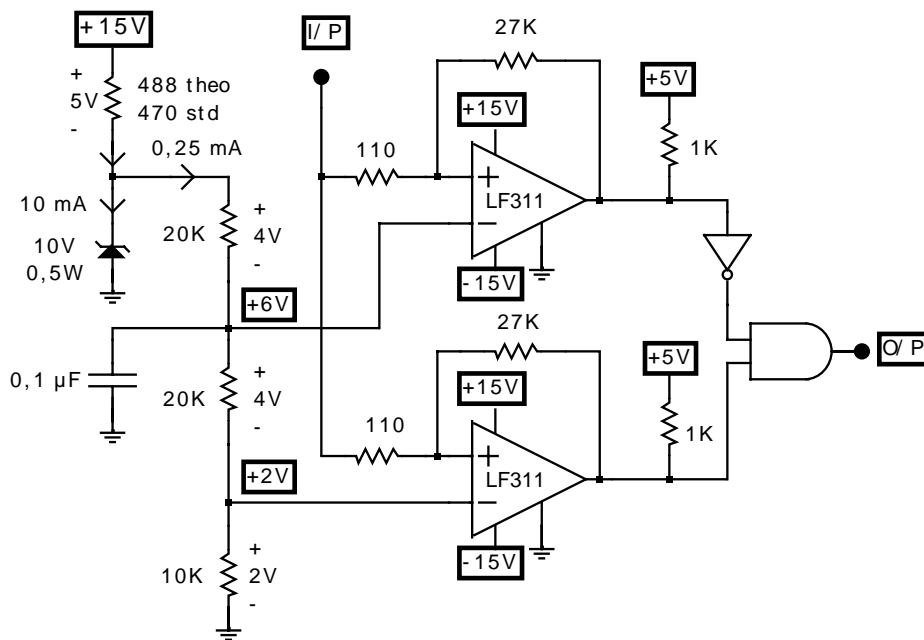 +15V
I/ P
27K
+
5V
-
488 theo
470 std
+5V
+15V
0,25 mA
110
1K
+
LF311
-
10 mA
20K
+
4V
-
10V
0,5W
-15V
+6V
27K
+5V
O/ P
0,1 µF
20K
+
4V
-
+15V
110
1K
+
LF311
-
+2V
-15V
10K
+
2V
-